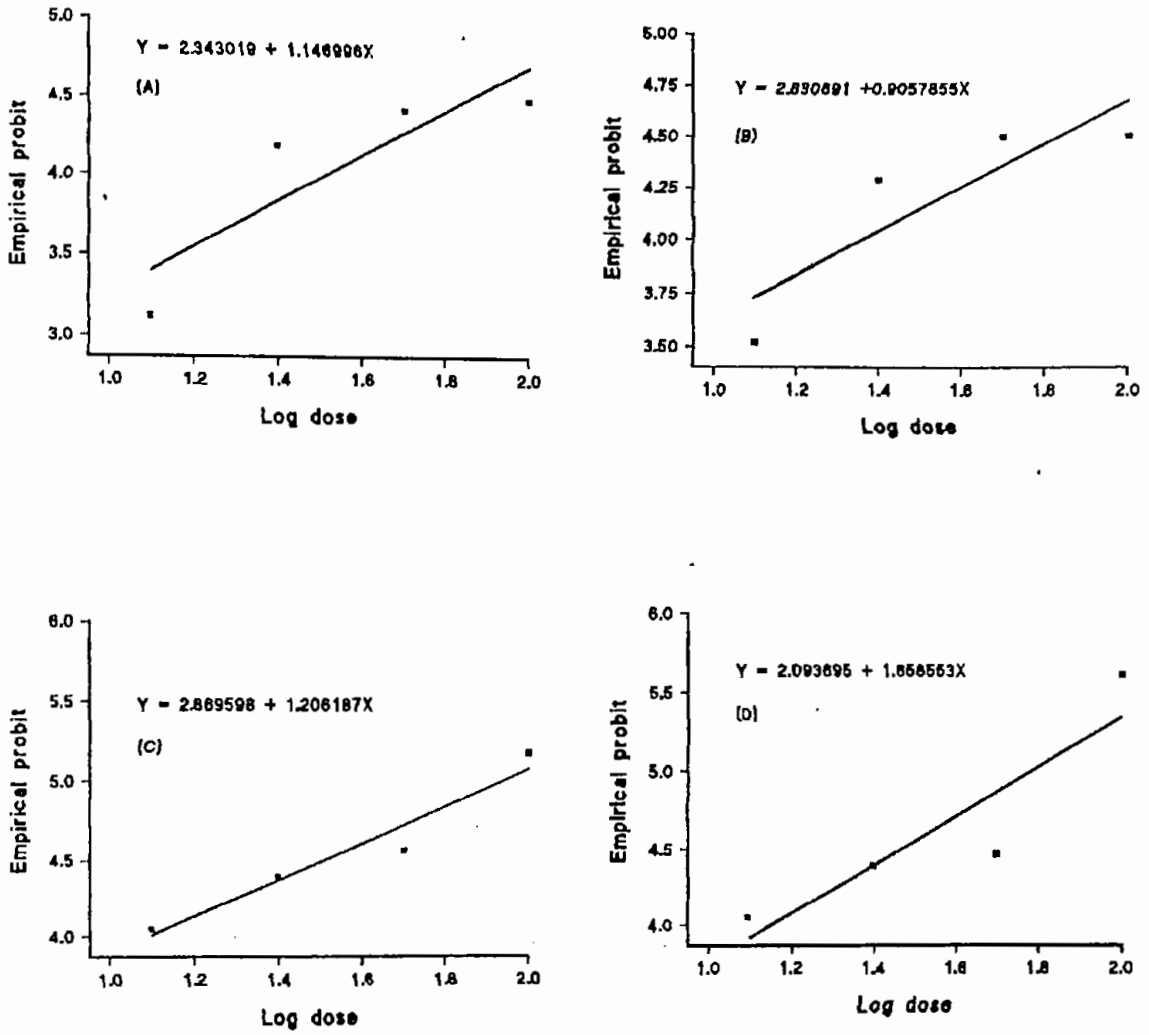 5.0
4.5
4.0
3.5
3.0
Empirical probit
Y = 2.343019 + 1.146996X
(A)
1.0 1.2 1.4 1.6 1.8 2.0
Log dose
5.00
4.75
4.50
4.25
4.00
3.75
3.50
Empirical probit
Y = 2.830891 +0.9057855X
(B)
1.0 1.2 1.4 1.6 1.8 2.0
Log dose
6.0
5.5
5.0
4.5
4.0
Empirical probit
Y = 2.669598 + 1.206187X
(C)
1.0 1.2 1.4 1.6 1.8 2.0
Log dose
6.0
5.5
5.0
4.5
4.0
Empirical probit
Y = 2.093695 + 1.658553X
(D)
1.0 1.2 1.4 1.6 1.8 2.0
Log dose